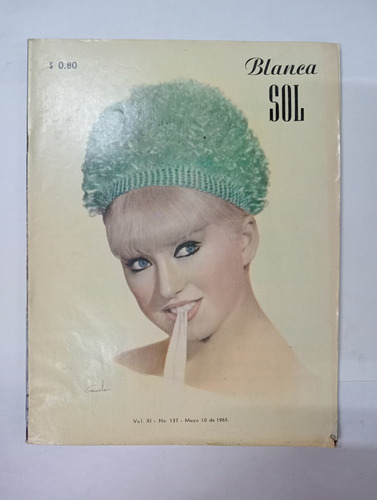 $ 0.80
Blanca
SOL
Vol XI - No. 131 - Marzo 10 de 1965